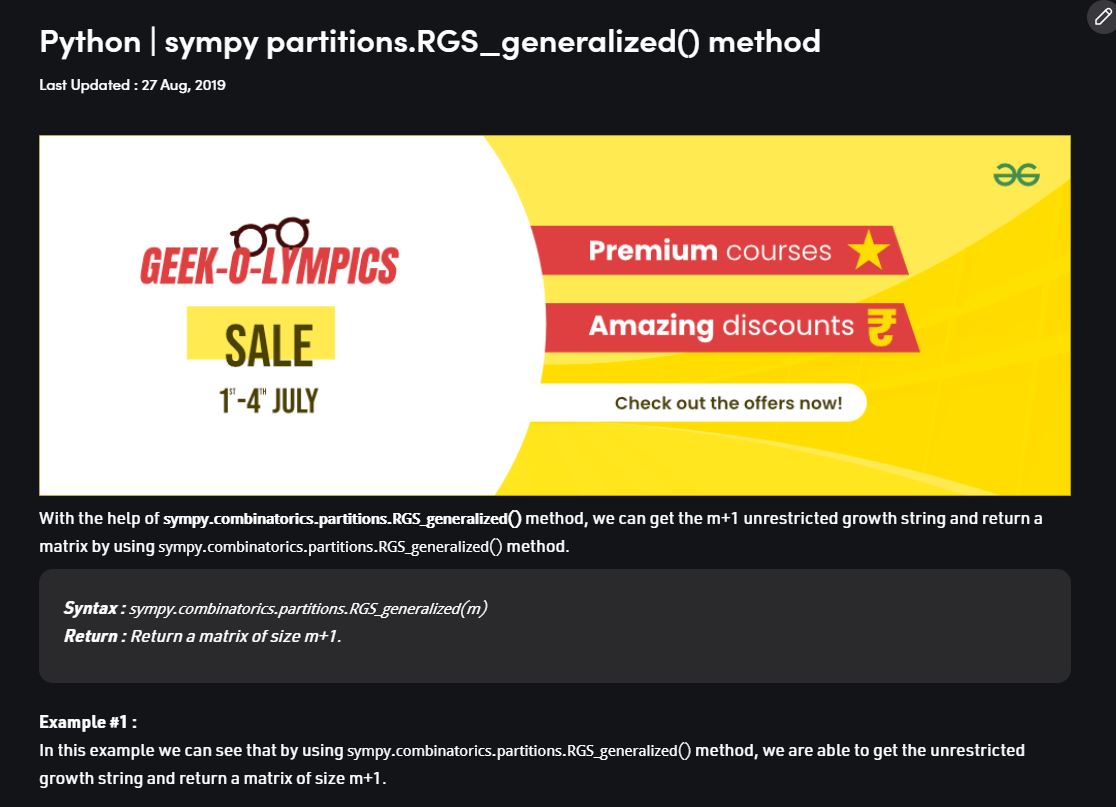 Python | sympy partitions.RGS_generalized() method
Last Updated : 27 Aug, 2019
GEEK-O-LYMPICS
SALE
1ST-4TH JULY
Premium courses
Amazing discounts
Check out the offers now!
With the help of sympy.combinatorics.partitions.RGS_generalized() method, we can get the m+1 unrestricted growth string and return a
matrix by using sympy.combinatorics.partitions.RGS_generalized() method.
Syntax : sympy.combinatorics.partitions.RGS_generalized(m)
Return : Return a matrix of size m+1.
Example #1 :
In this example we can see that by using sympy.combinatorics.partitions.RGS_generalized() method, we are able to get the unrestricted
growth string and return a matrix of size m+1.